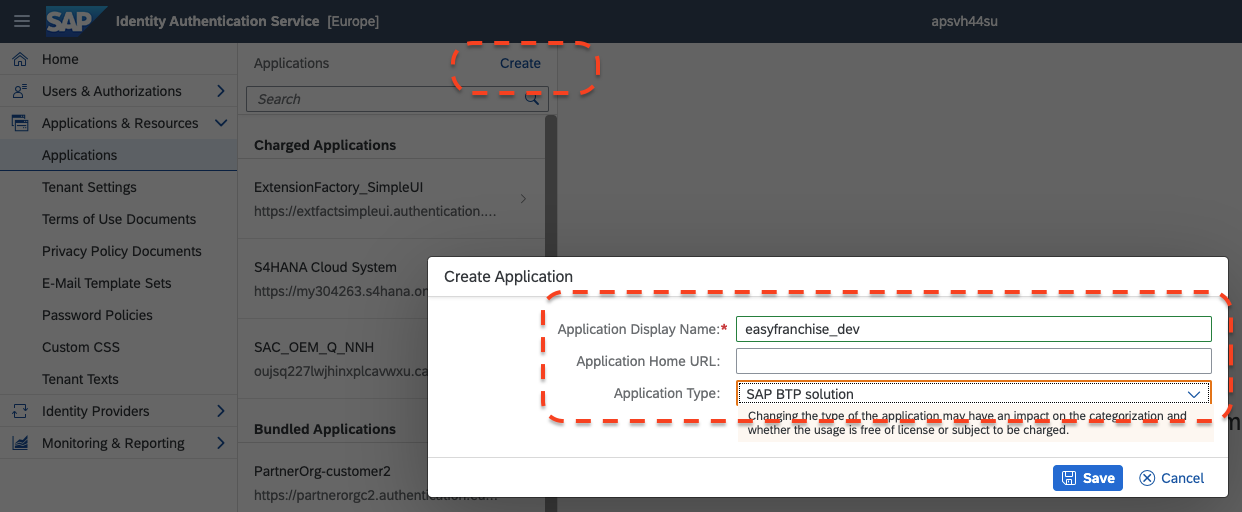 SAP Identity Authentication Service [Europe] apsvh44su
Home
Users & Authorizations
Applications & Resources
Applications
Tenant Settings
Terms of Use Documents
Privacy Policy Documents
E-Mail Template Sets
Password Policies
Custom CSS
Tenant Texts
Identity Providers
Monitoring & Reporting
Applications Create
Search
Charged Applications
ExtensionFactory_SimpleUI
https://extfactsimpleui.authentication....
S4HANA Cloud System
https://my304263.s4hana.on
SAC_OEM_Q_NNH
oujsq227lwjhinxplcavwxu.ca
Bundled Applications
PartnerOrg-customer2
https://partnerorgc2.authentication.eu...
Create Application
Application Display Name:* easyfranchise_dev
Application Home URL:
Application Type: SAP BTP solution
Changing the type of the application may have an impact on the categorization and
whether the usage is free of license or subject to be charged.
Save Cancel